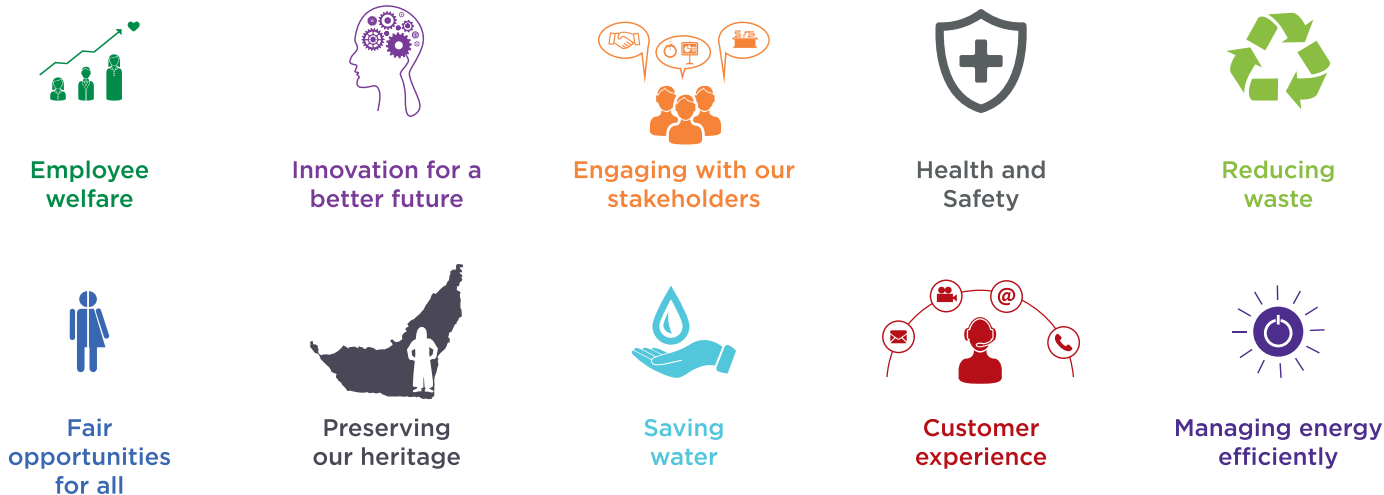 @
Employee
welfare
Innovation for a
better future
Engaging with our
stakeholders
Health and
Safety
Reducing
waste
Fair
opportunities
for all
Preserving
our heritage
Saving
water
Customer
experience
Managing energy
efficiently